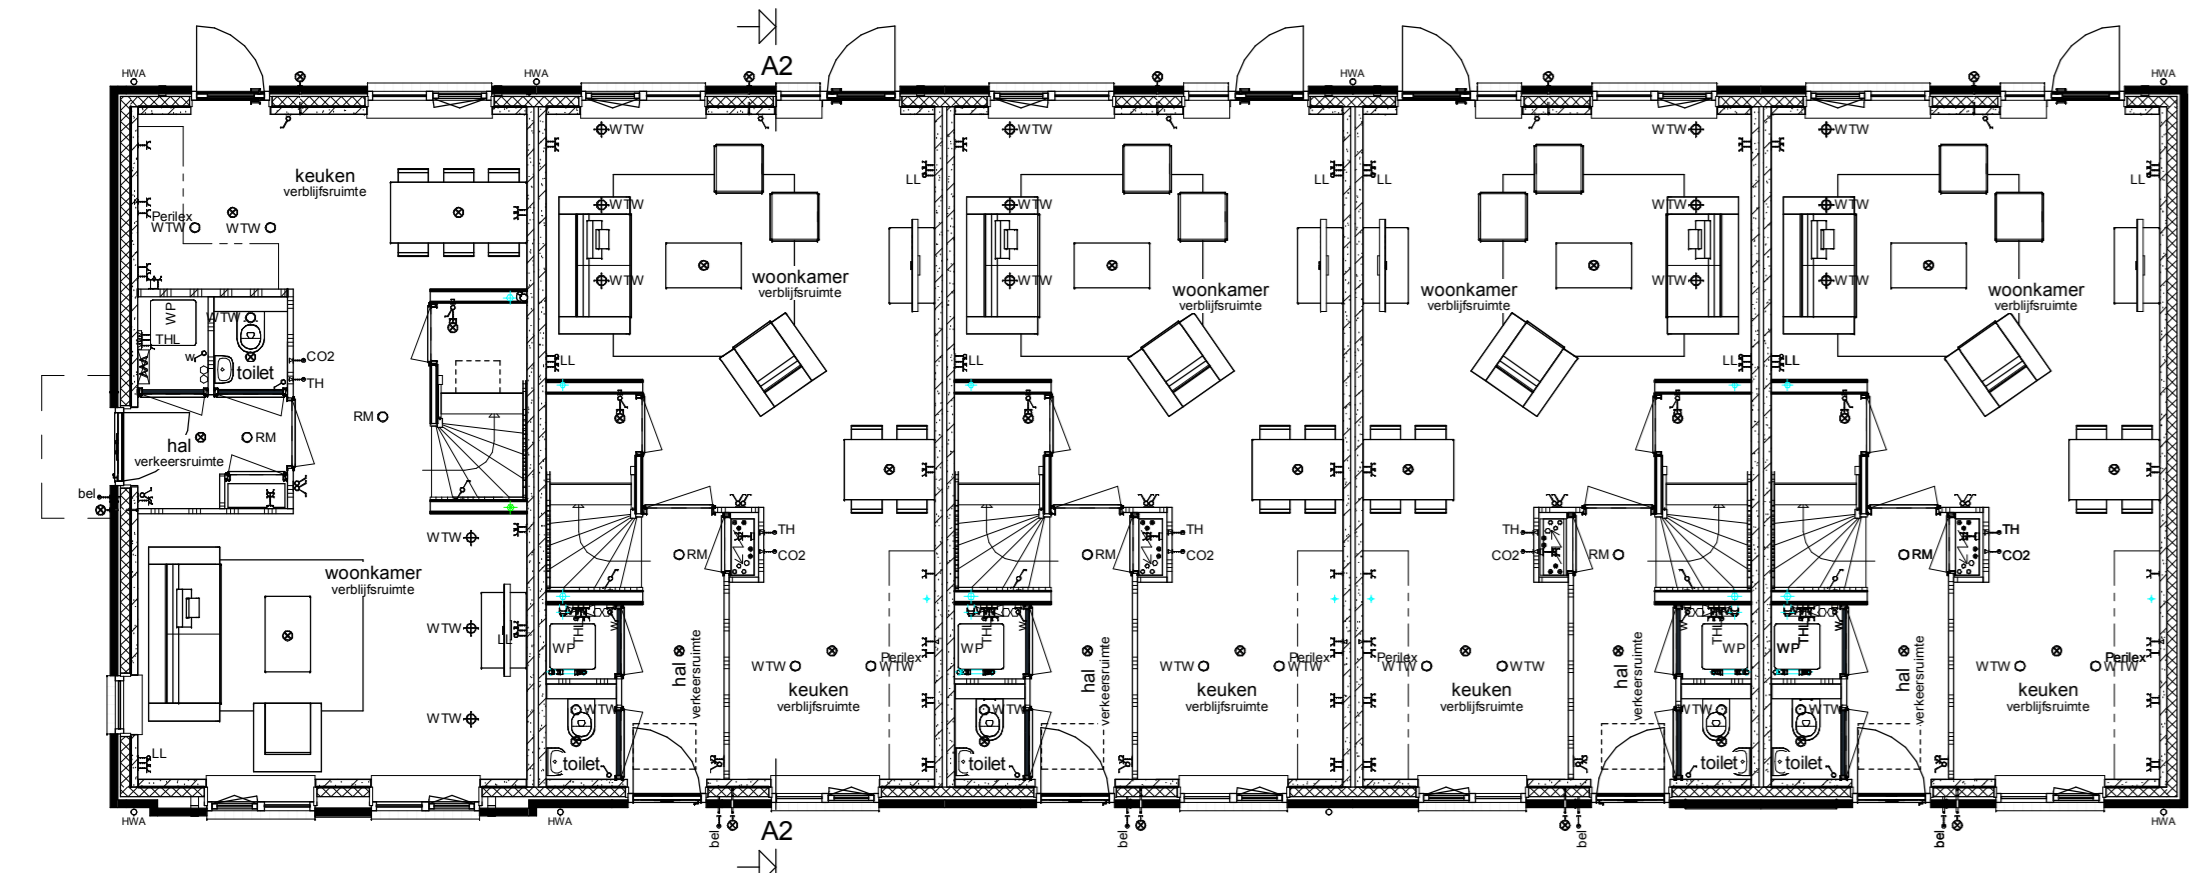 A2
HWA
HWA
HWA
HWA
WTW
WTW
WTW
WTW
keuken
verblijfsruimte
LL
LL
LL
LL
Perilex
WTW
WTW
WTW
WTW
WTW
WTW
woonkamer
verblijfsruimte
woonkamer
verblijfsruimte
woonkamer
verblijfsruimte
woonkamer
verblijfsruimte
WTW
WTW
WTW
WTW
WP
WTW
THL
W
CO2
toilet
TH
LL
LL
LL
LL
RM
hal
verkeersruimte
RM
bel
WTW
TH
CO2
TH
CO2
TH
CO2
TH
CO2
RM
RM
RM
RM
woonkamer
verblijfsruimte
WTW
LL
THL
W
WP
THL
W
WP
THL
W
WP
THL
W
WP
hal
verkeersruimte
hal
verkeersruimte
hal
verkeersruimte
hal
verkeersruimte
WTW
Perilex
WTW
WTW
Perilex
WTW
Perilex
WTW
WTW
WTW
Perilex
WTW
keuken
verblijfsruimte
keuken
verblijfsruimte
keuken
verblijfsruimte
keuken
verblijfsruimte
WTW
WTW
WTW
WTW
WTW
LL
toilet
toilet
toilet
toilet
HWA
HWA
HWA
A2
bel
bel
bel
bel